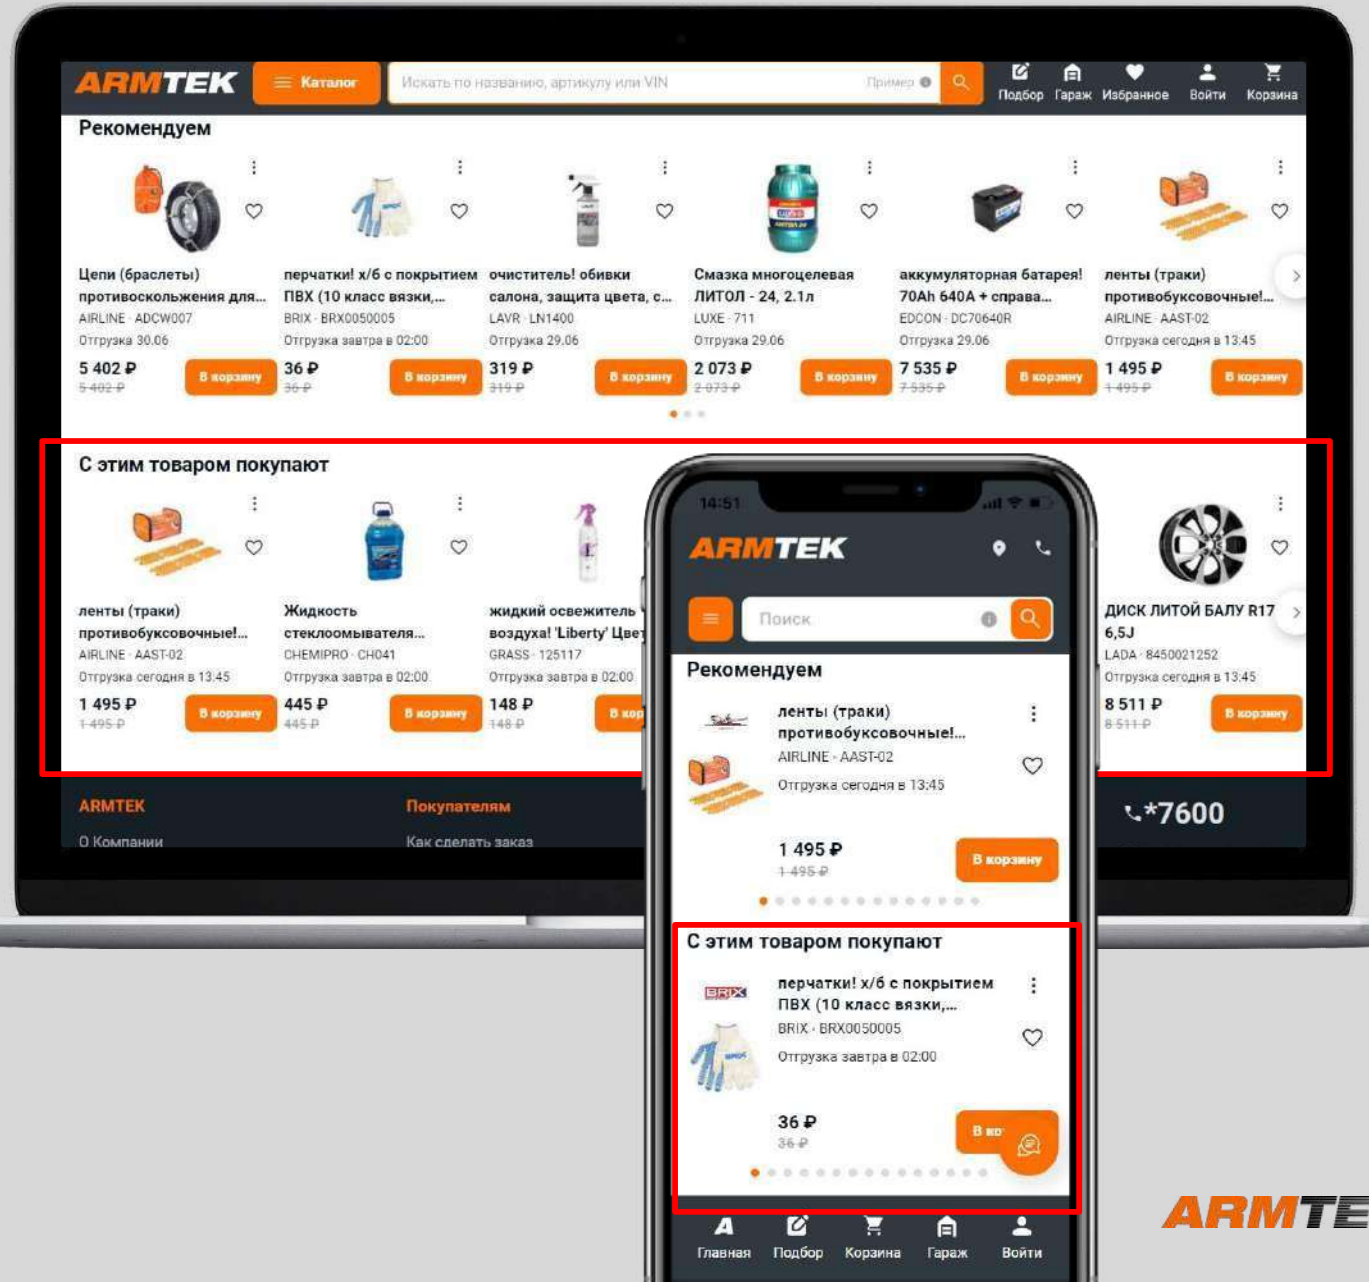 ARMTEK
Каталог
Искать по названию, артикулу или VIN
Пример
Подбор Гараж Избранное Войти Корзина
Рекомендуем
Цепи (браслеты)
противоскольжения для...
AIRLINE · ADCW007
Отгрузка 30.06
5 402 ₽
5 402 ₽
В корзину
перчатки! х/б с покрытием
ПВХ (10 класс вязки,...
BRIX · BRX0050005
Отгрузка завтра в 02:00
36 ₽
36 ₽
В корзину
очиститель! обивки
салона, защита цвета, с...
LAVR · LN1400
Отгрузка 29.06
319 ₽
319 ₽
В корзину
Смазка многоцелевая
ЛИТОЛ - 24, 2.1л
LUXE · 711
Отгрузка 29.06
2 073 ₽
2 073 ₽
В корзину
аккумуляторная батарея!
70Ah 640A + справа...
EDCON · DC70640R
Отгрузка 29.06
7 535 ₽
7 535 ₽
В корзину
ленты (траки)
противобуксовочные!...
AIRLINE · AAST-02
Отгрузка сегодня в 13:45
1 495 ₽
1 495 ₽
В корзину
С этим товаром покупают
ленты (траки)
противобуксовочные!...
AIRLINE · AAST-02
Отгрузка сегодня в 13:45
1 495 ₽
1 495 ₽
В корзину
Жидкость
стеклоомывателя...
CHEMIPRO · CH041
Отгрузка завтра в 02:00
445 ₽
445 ₽
В корзину
жидкий освежитель
воздуха! 'Liberty' Цвет
GRASS · 125117
Отгрузка завтра в 02:00
148 ₽
148 ₽
В кор
ДИСК ЛИТОЙ БАЛУ R17
6,5J
LADA · 8450021252
Отгрузка сегодня в 13:45
8 511 ₽
8 511 ₽
В корзину
ARMTEK
О Компании
Покупателям
Как сделать заказ
*7600
14:51
ARMTEK
Поиск
Рекомендуем
ленты (траки)
противобуксовочные!...
AIRLINE · AAST-02
Отгрузка сегодня в 13:45
1 495 ₽
1 495 ₽
В корзину
С этим товаром покупают
BRIX
перчатки! х/б с покрытием
ПВХ (10 класс вязки,...
BRIX · BRX0050005
Отгрузка завтра в 02:00
36 ₽
36 ₽
В ко
Главная Подбор Корзина Гараж Войти
ARMTE